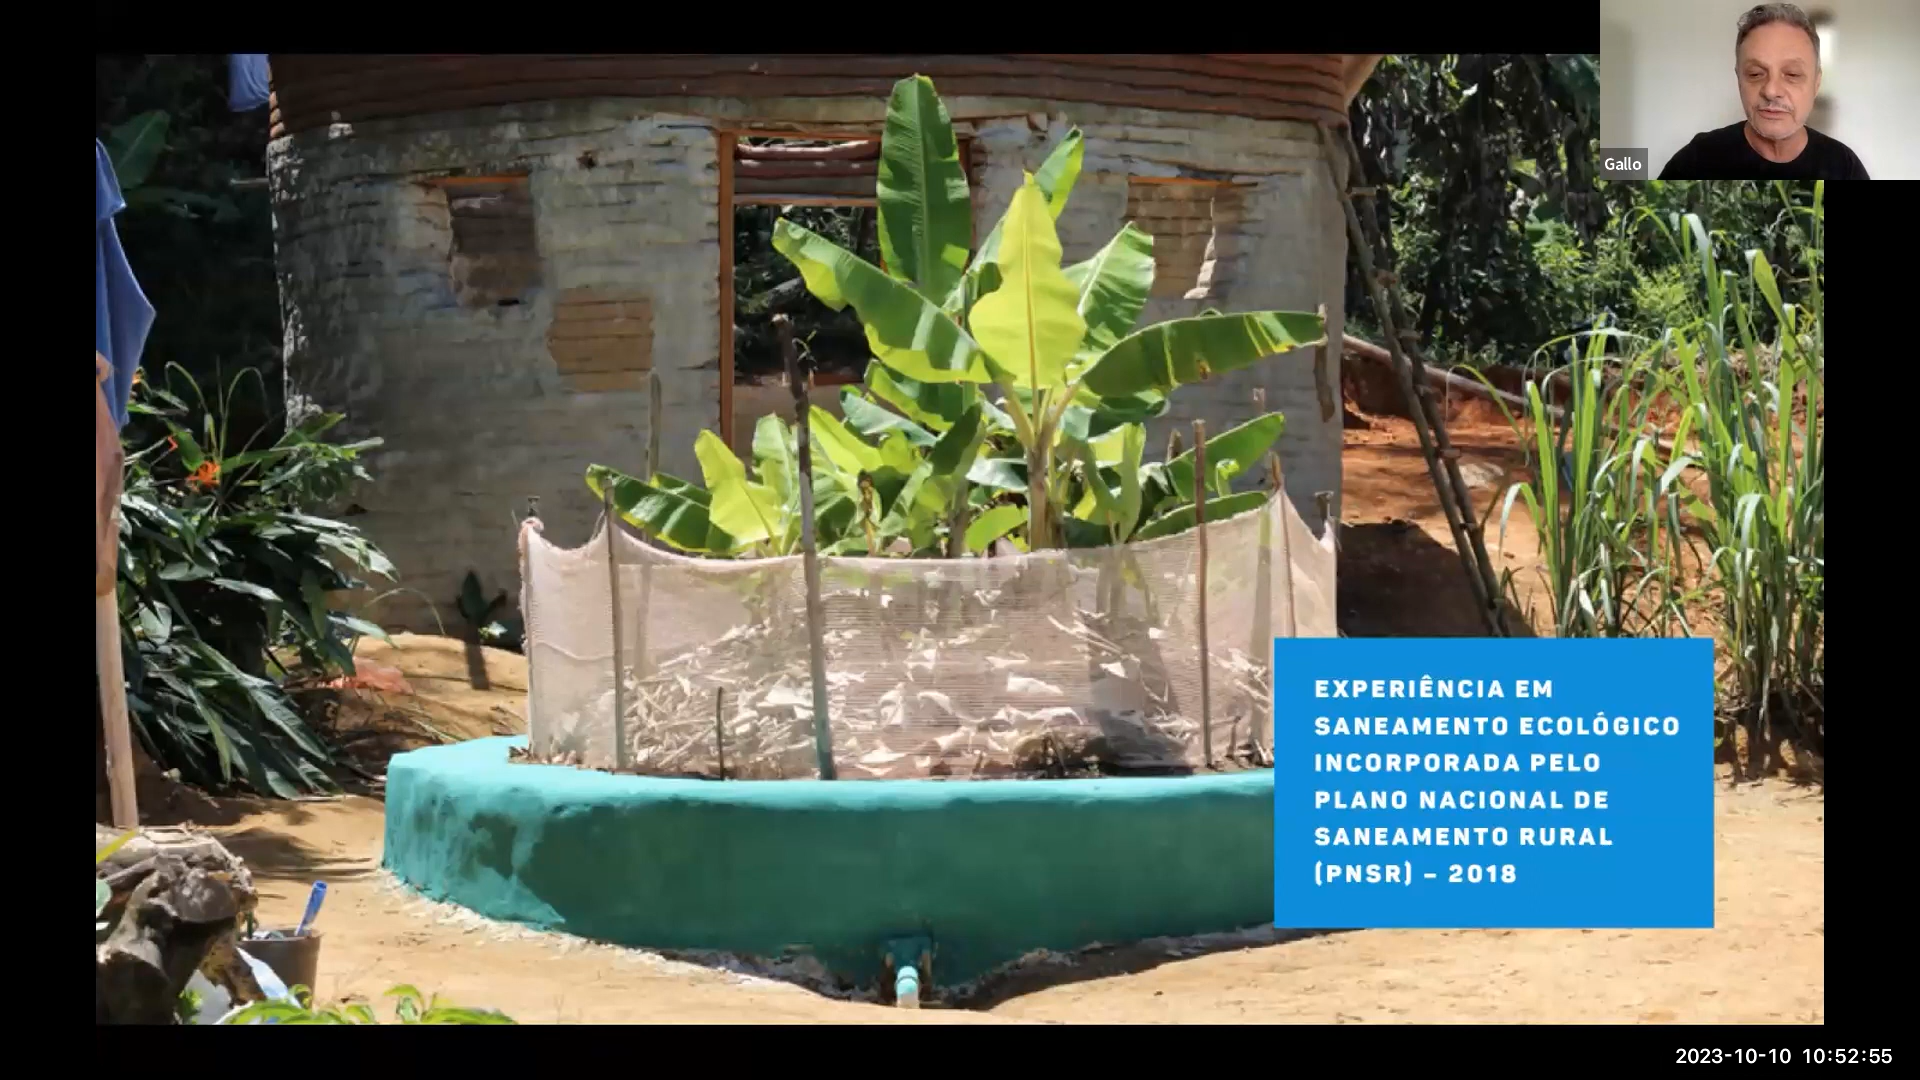 Gallo
EXPERIÊNCIA EM
SANEAMENTO ECOLÓGICO
INCORPORADA PELO
PLANO NACIONAL DE
SANEAMENTO RURAL
(PNSR) – 2018
2023-10-10 10:52:55